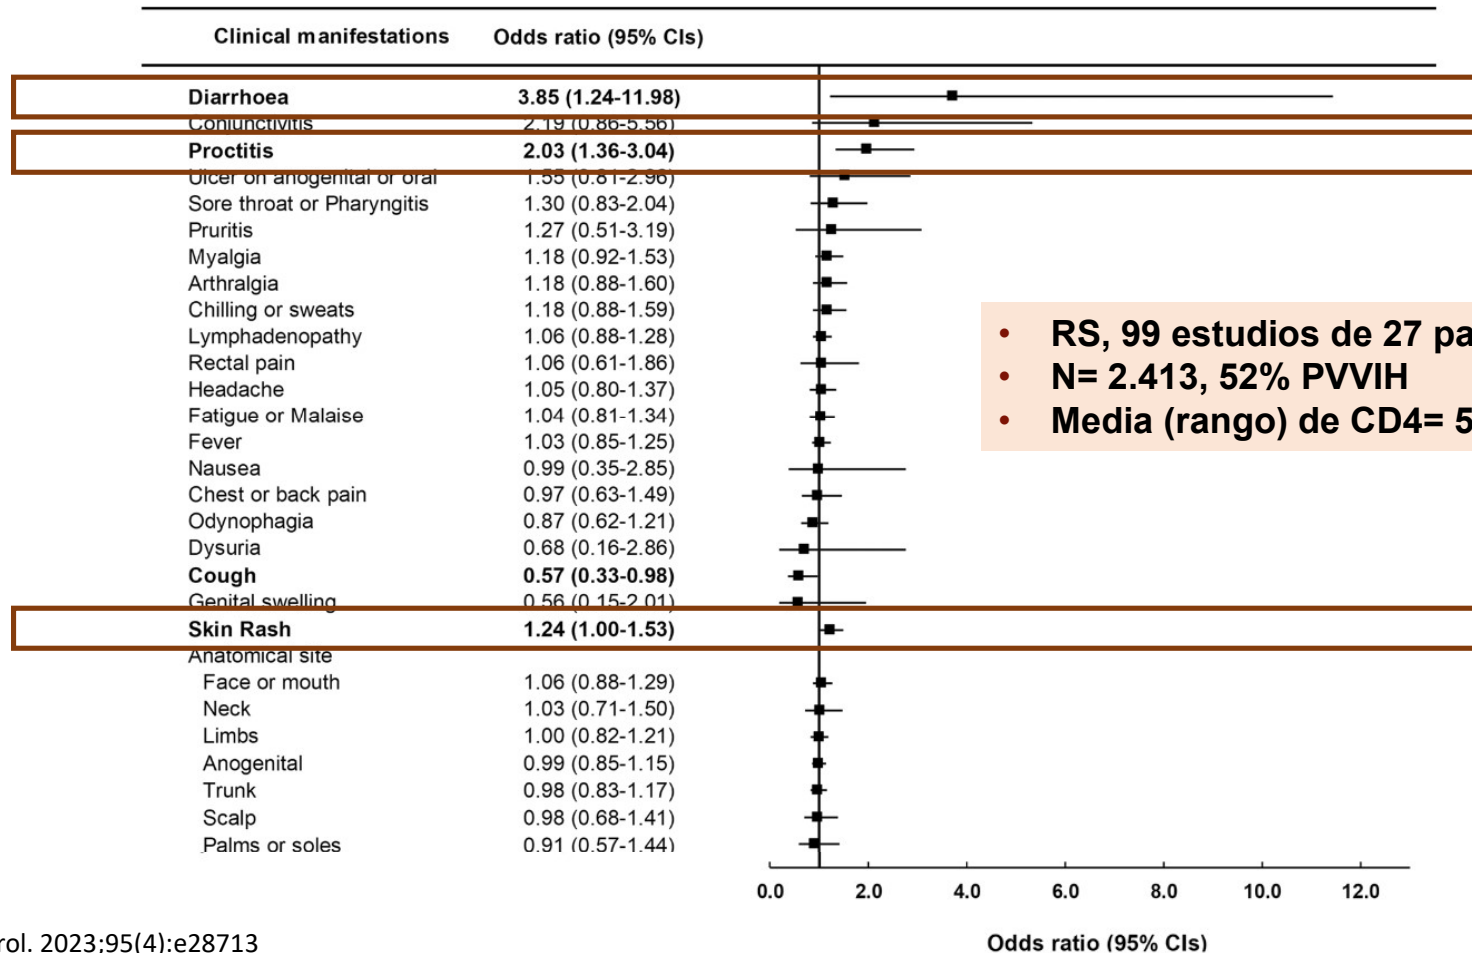 Clinical manifestations Odds ratio (95% CIs)
Diarrhoea 3.85 (1.24-11.98)
Conjunctivitis 2.19 (0.86-5.56)
Proctitis 2.03 (1.36-3.04)
Ulcer on anogenital or oral 1.55 (0.81-2.96)
Sore throat or Pharyngitis 1.30 (0.83-2.04)
Pruritis 1.27 (0.51-3.19)
Myalgia 1.18 (0.92-1.53)
Arthralgia 1.18 (0.88-1.60)
Chilling or sweats 1.18 (0.88-1.59)
Lymphadenopathy 1.06 (0.88-1.28)
Rectal pain 1.06 (0.61-1.86)
Headache 1.05 (0.80-1.37)
Fatigue or Malaise 1.04 (0.81-1.34)
Fever 1.03 (0.85-1.25)
Nausea 0.99 (0.35-2.85)
Chest or back pain 0.97 (0.63-1.49)
Odynophagia 0.87 (0.62-1.21)
Dysuria 0.68 (0.16-2.86)
Cough 0.57 (0.33-0.98)
Genital swelling 0.56 (0.15-2.01)
Skin Rash 1.24 (1.00-1.53)
Anatomical site
Face or mouth 1.06 (0.88-1.29)
Neck 1.03 (0.71-1.50)
Limbs 1.00 (0.82-1.21)
Anogenital 0.99 (0.85-1.15)
Trunk 0.98 (0.83-1.17)
Scalp 0.98 (0.68-1.41)
Palms or soles 0.91 (0.57-1.44)
• RS, 99 estudios de 27 pa
• N= 2.413, 52% PVVIH
• Media (rango) de CD4= 5
0.0 2.0 4.0 6.0 8.0 10.0 12.0
Odds ratio (95% CIs)
rol. 2023;95(4):e28713